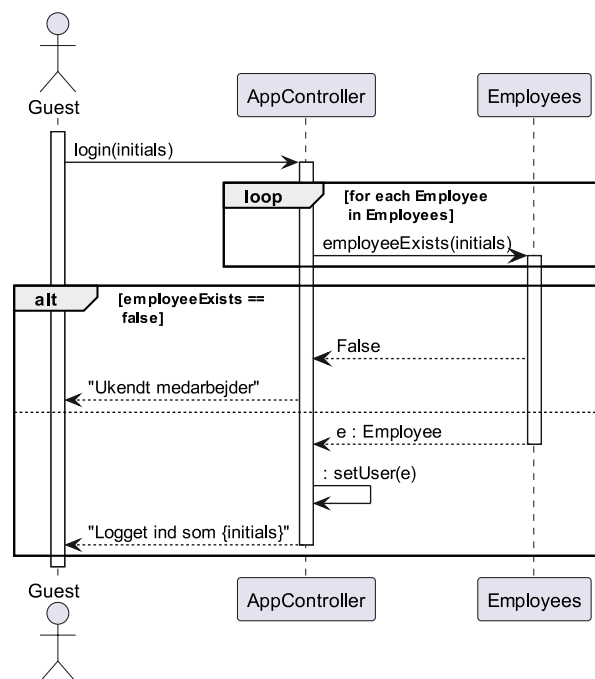 Guest
AppController
Employees
login(initials)
loop
[for each Employee
in Employees]
employeeExists(initials)
alt
[employeeExists ==
false]
False
"Ukendt medarbejder"
e : Employee
: setUser(e)
"Logget ind som {initials}"
Guest
AppController
Employees